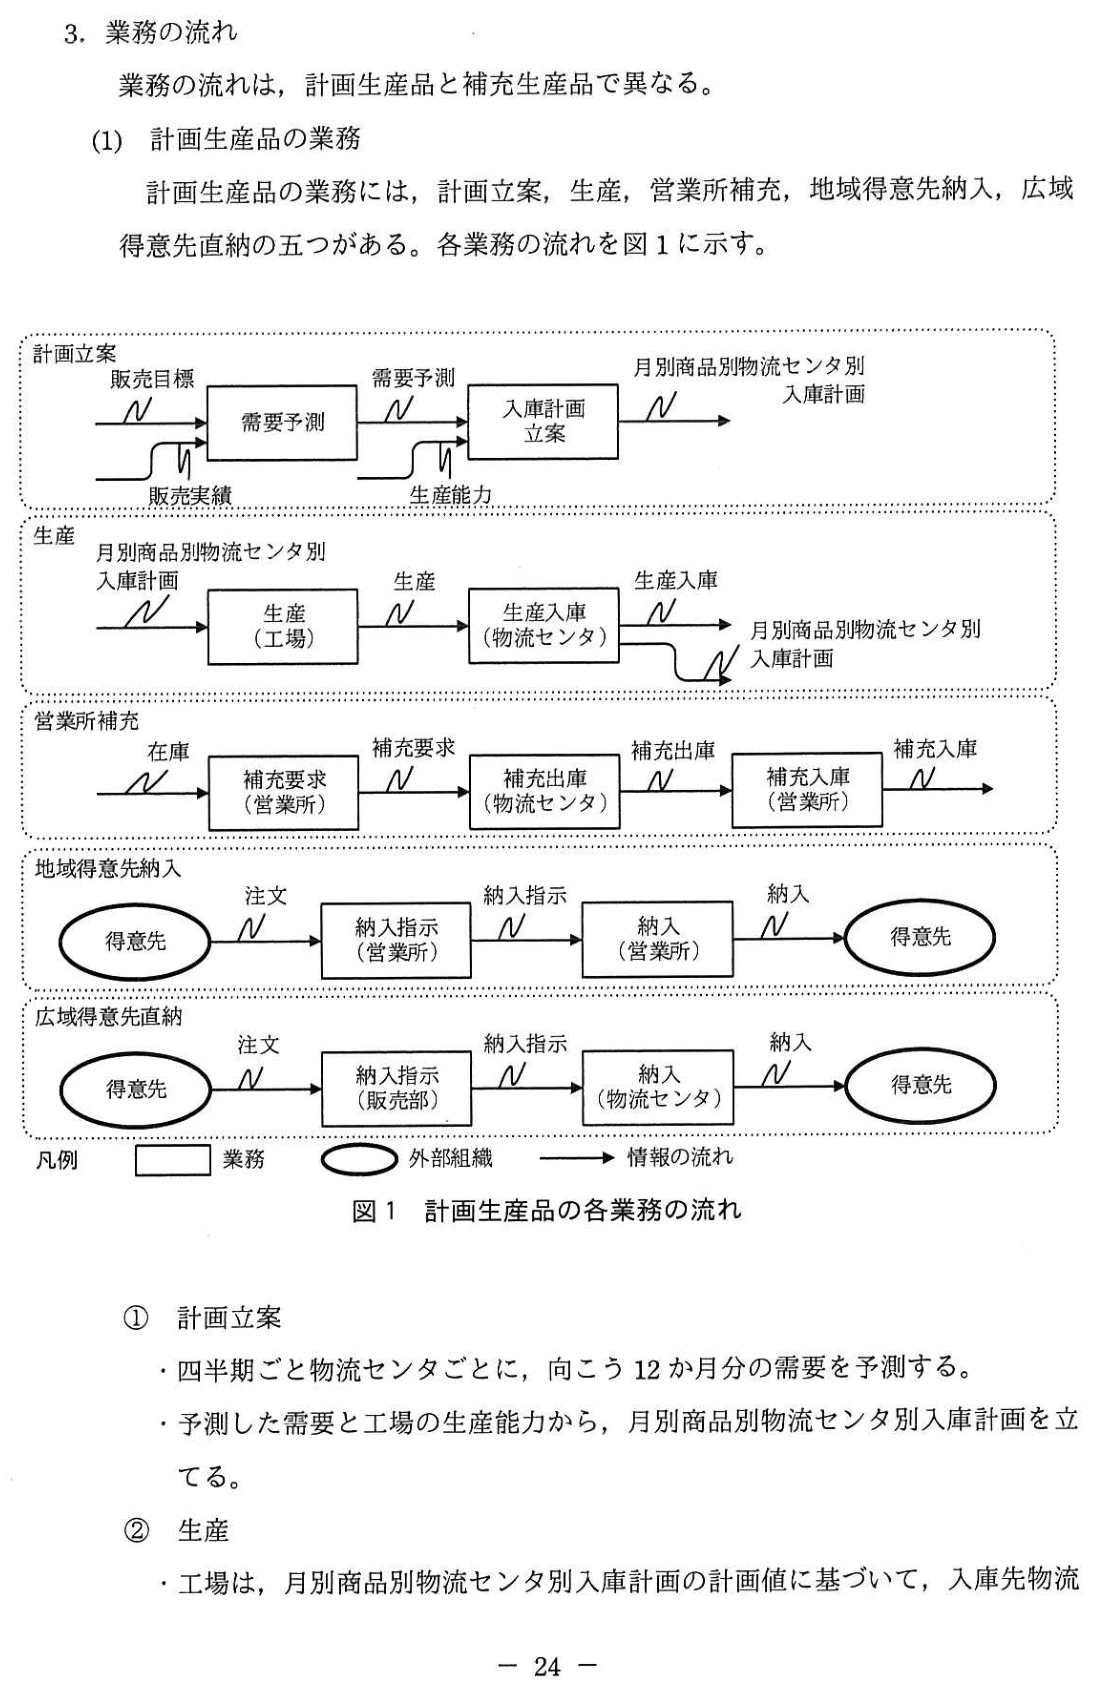 3. 業務の流れ
業務の流れは，計画生産品と補充生産品で異なる。
(1) 計画生産品の業務
計画生産品の業務には，計画立案，生産，営業所補充，地域得意先納入，広域
得意先直納の五つがある。各業務の流れを図1に示す。
計画立案
販売目標
需要予測
需要予測
入庫計画
立案
月別商品別物流センタ別
入庫計画
販売実績
生産能力
生産
月別商品別物流センタ別
入庫計画
生産
（工場）
生産
生産入庫
（物流センタ）
生産入庫
月別商品別物流センタ別
入庫計画
営業所補充
在庫
補充要求
（営業所）
補充要求
補充出庫
（物流センタ）
補充出庫
補充入庫
（営業所）
補充入庫
地域得意先納入
得意先
注文
納入指示
（営業所）
納入指示
納入
（営業所）
納入
得意先
広域得意先直納
得意先
注文
納入指示
（販売部）
納入指示
納入
（物流センタ）
納入
得意先
凡例
業務
外部組織
情報の流れ
図1 計画生産品の各業務の流れ
① 計画立案
・四半期ごと物流センタごとに，向こう12か月分の需要を予測する。
・予測した需要と工場の生産能力から，月別商品別物流センタ別入庫計画を立
てる。
② 生産
・工場は，月別商品別物流センタ別入庫計画の計画値に基づいて，入庫先物流
－ 24 －